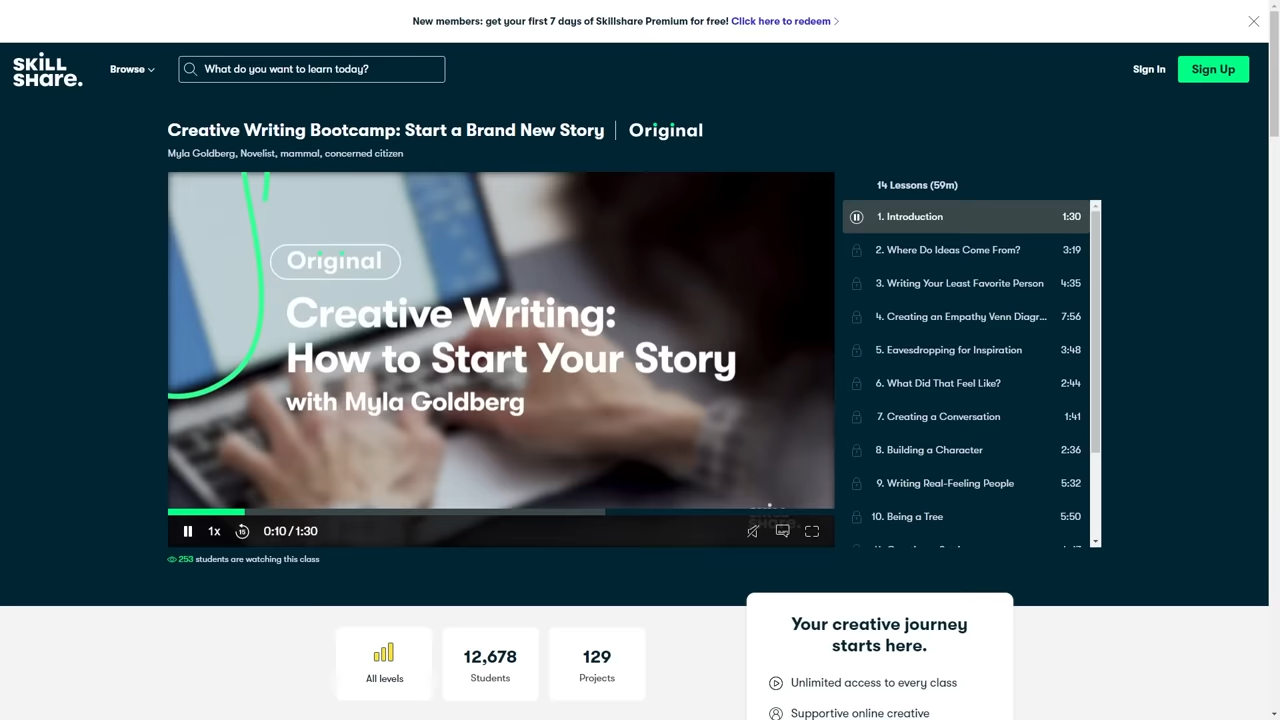 New members: get your first 7 days of Skillshare Premium for free! Click here to redeem
SKILL
SHARE.
Browse
What do you want to learn today?
Sign In
Sign Up
Creative Writing Bootcamp: Start a Brand New Story
Original
Myla Goldberg, Novelist, mammal, concerned citizen
Original
Creative Writing:
How to Start Your Story
with Myla Goldberg
SKILL
SHARE.
1x
15
0:10 / 1:30
253 students are watching this class
14 Lessons (59m)
1. Introduction 1:30
2. Where Do Ideas Come From? 3:19
3. Writing Your Least Favorite Person 4:35
4. Creating an Empathy Venn Diagr... 7:56
5. Eavesdropping for Inspiration 3:48
6. What Did That Feel Like? 2:44
7. Creating a Conversation 1:41
8. Building a Character 2:36
9. Writing Real-Feeling People 5:32
10. Being a Tree 5:50
All levels
12,678
Students
129
Projects
Your creative journey
starts here.
Unlimited access to every class
Supportive online creative